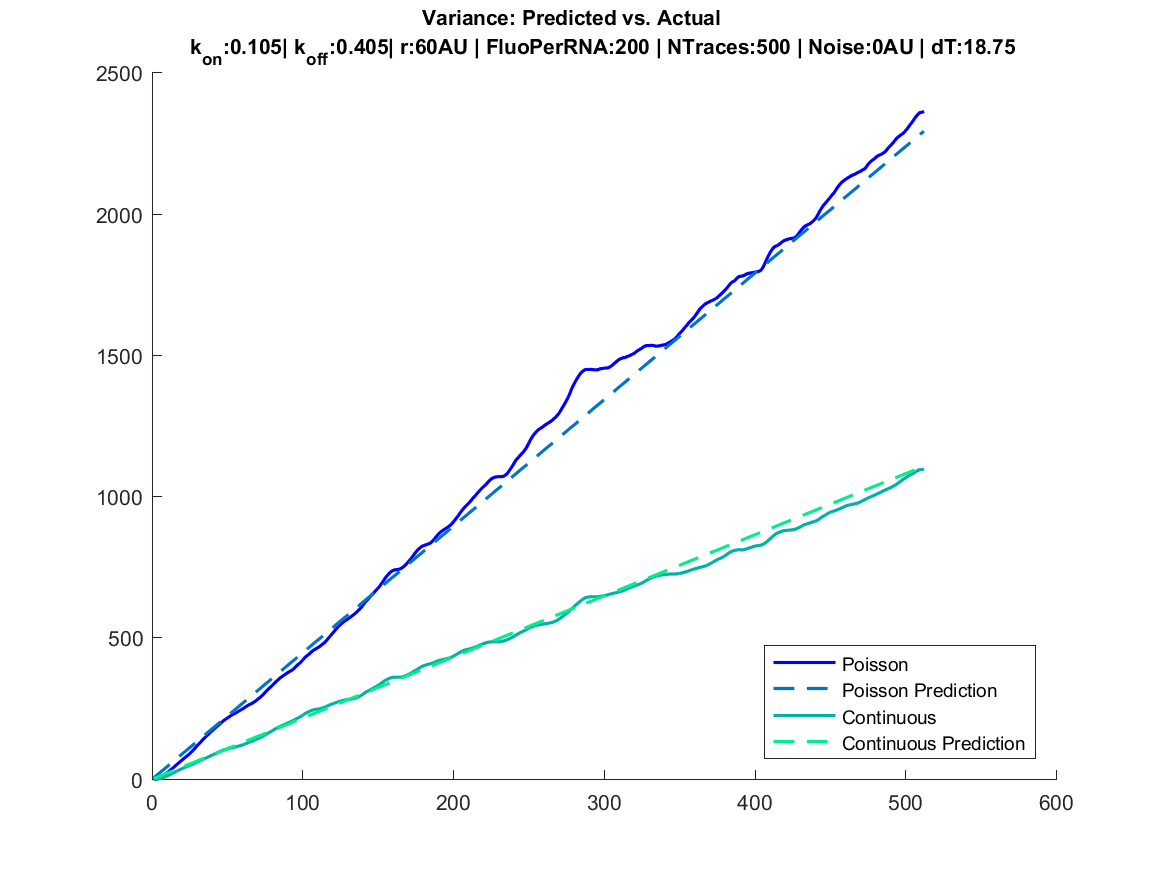 Variance: Predicted vs. Actual
kon:0.105| koff:0.405| r:60AU | FluoPerRNA:200 | NTraces:500 | Noise:0AU | dT:18.75
2500
2000
1500
1000
500
0
0 100 200 300 400 500 600
Poisson
Poisson Prediction
Continuous
Continuous Prediction